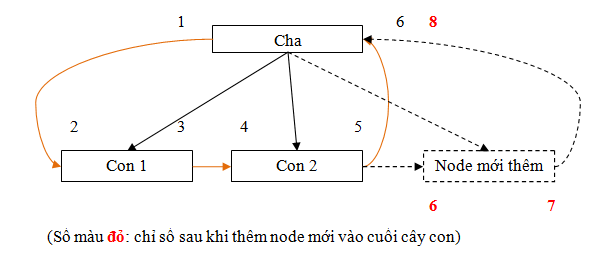 1
6 8
Cha
2
3
4
5
Con 1
Con 2
Node mới thêm
6
7
(Số màu đỏ: chỉ số sau khi thêm node mới vào cuối cây con)